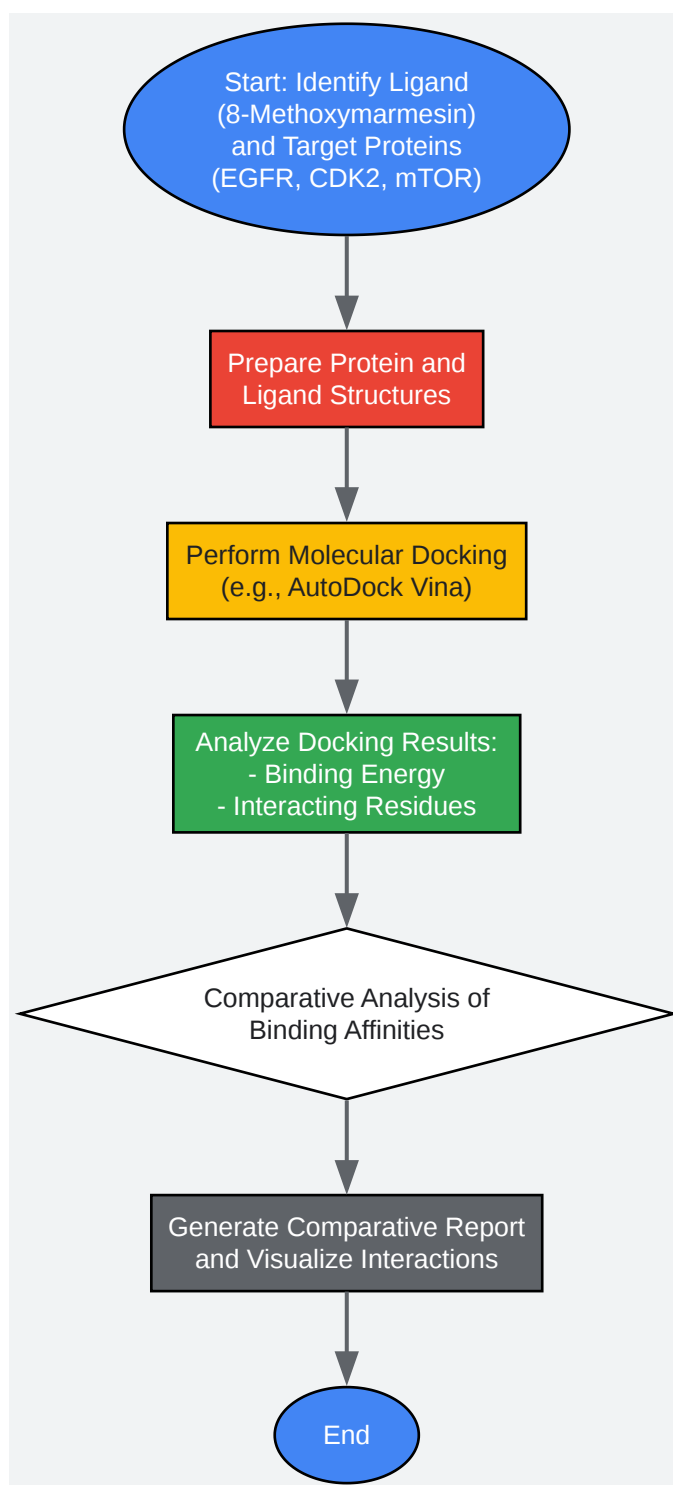 Start: Identify Ligand
(8-Methoxymarmesin)
and Target Proteins
(EGFR, CDK2, mTOR)
Prepare Protein and
Ligand Structures
Perform Molecular Docking
(e.g., AutoDock Vina)
Analyze Docking Results:
- Binding Energy
- Interacting Residues
Comparative Analysis of
Binding Affinities
Generate Comparative Report
and Visualize Interactions
End